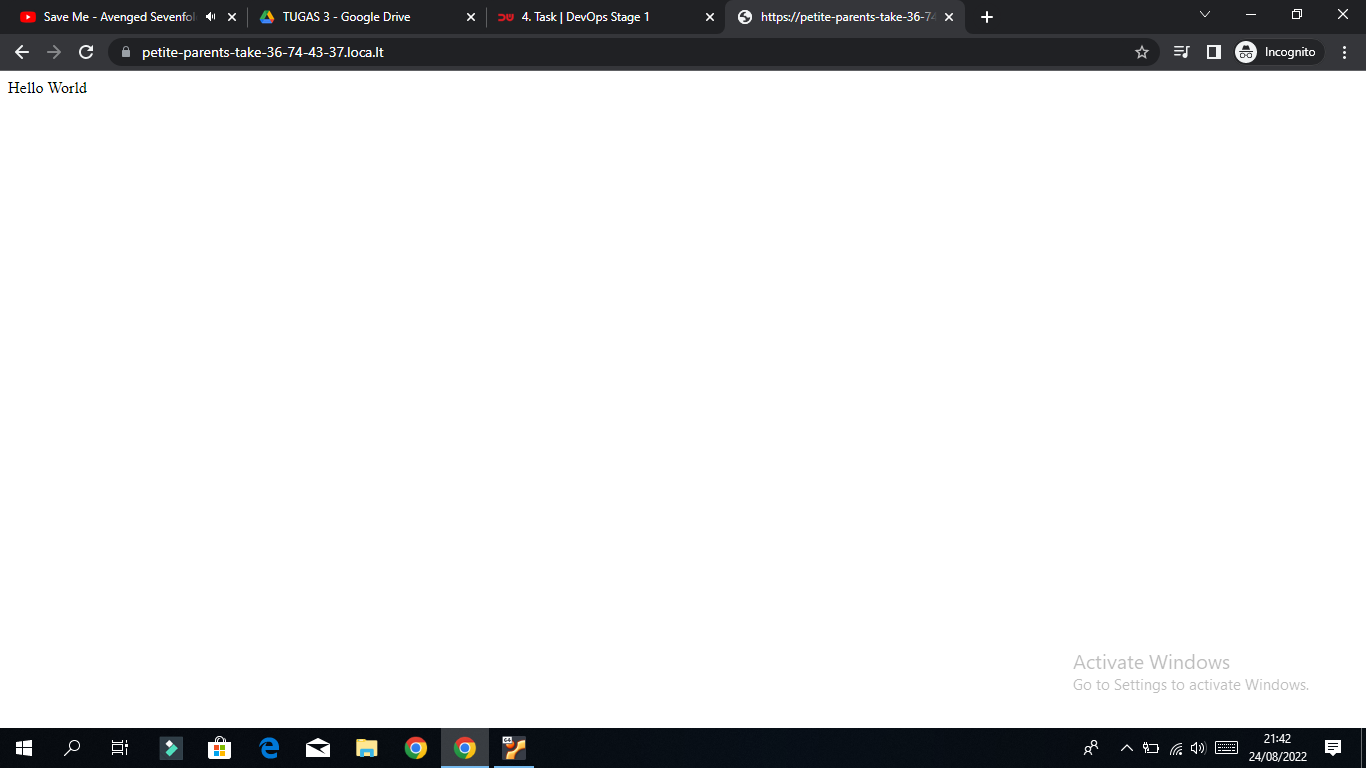 Save Me - Avenged Sevenfol
TUGAS 3 - Google Drive
4. Task | DevOps Stage 1
https://petite-parents-take-36-74
petite-parents-take-36-74-43-37.loca.lt
Incognito
Hello World
Activate Windows
Go to Settings to activate Windows.
64
21:42
24/08/2022